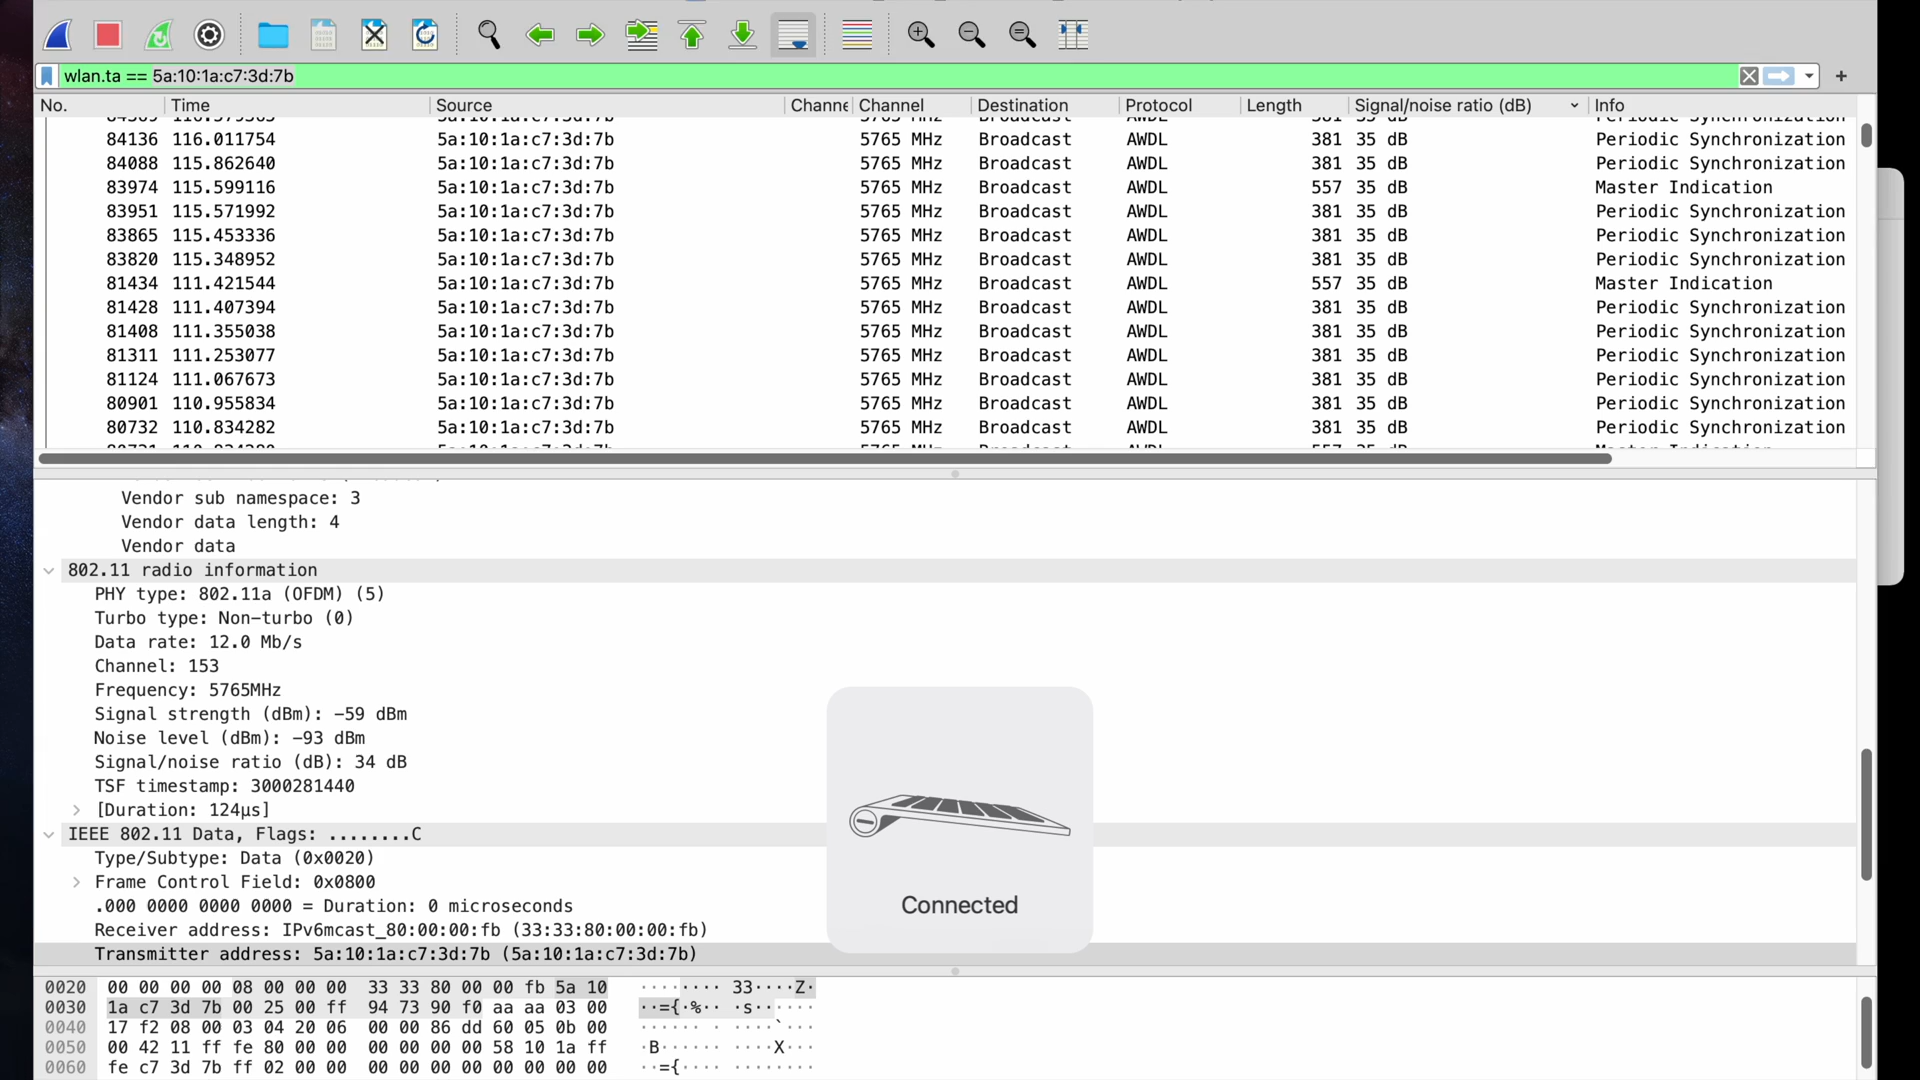 wlan.ta == 5a:10:1a:c7:3d:7b
No. Time Source Channe Channel Destination Protocol Length Signal/noise ratio (dB) Info
84136 116.011754 5a:10:1a:c7:3d:7b 5765 MHz Broadcast AWDL 381 35 dB Periodic Synchronization
84088 115.862640 5a:10:1a:c7:3d:7b 5765 MHz Broadcast AWDL 381 35 dB Periodic Synchronization
83974 115.599116 5a:10:1a:c7:3d:7b 5765 MHz Broadcast AWDL 557 35 dB Master Indication
83951 115.571992 5a:10:1a:c7:3d:7b 5765 MHz Broadcast AWDL 381 35 dB Periodic Synchronization
83865 115.453336 5a:10:1a:c7:3d:7b 5765 MHz Broadcast AWDL 381 35 dB Periodic Synchronization
83820 115.348952 5a:10:1a:c7:3d:7b 5765 MHz Broadcast AWDL 381 35 dB Periodic Synchronization
81434 111.421544 5a:10:1a:c7:3d:7b 5765 MHz Broadcast AWDL 557 35 dB Master Indication
81428 111.407394 5a:10:1a:c7:3d:7b 5765 MHz Broadcast AWDL 381 35 dB Periodic Synchronization
81408 111.355038 5a:10:1a:c7:3d:7b 5765 MHz Broadcast AWDL 381 35 dB Periodic Synchronization
81311 111.253077 5a:10:1a:c7:3d:7b 5765 MHz Broadcast AWDL 381 35 dB Periodic Synchronization
81124 111.067673 5a:10:1a:c7:3d:7b 5765 MHz Broadcast AWDL 381 35 dB Periodic Synchronization
80901 110.955834 5a:10:1a:c7:3d:7b 5765 MHz Broadcast AWDL 381 35 dB Periodic Synchronization
80732 110.834282 5a:10:1a:c7:3d:7b 5765 MHz Broadcast AWDL 381 35 dB Periodic Synchronization
Vendor sub namespace: 3
Vendor data length: 4
Vendor data
802.11 radio information
PHY type: 802.11a (OFDM) (5)
Turbo type: Non-turbo (0)
Data rate: 12.0 Mb/s
Channel: 153
Frequency: 5765MHz
Signal strength (dBm): -59 dBm
Noise level (dBm): -93 dBm
Signal/noise ratio (dB): 34 dB
TSF timestamp: 3000281440
[Duration: 124µs]
IEEE 802.11 Data, Flags: ........C
Type/Subtype: Data (0x0020)
Frame Control Field: 0x0800
.000 0000 0000 0000 = Duration: 0 microseconds
Receiver address: IPv6mcast_80:00:00:fb (33:33:80:00:00:fb)
Transmitter address: 5a:10:1a:c7:3d:7b (5a:10:1a:c7:3d:7b)
Connected
0020 00 00 00 00 08 00 00 00 33 33 80 00 00 fb 5a 10 ········ 33····Z·
0030 1a c7 3d 7b 00 25 00 ff 94 73 90 f0 aa aa 03 00 ··={·%·· ·s······
0040 17 f2 08 00 03 04 20 06 00 00 86 dd 60 05 0b 00 ······ · ····`···
0050 00 42 11 ff fe 80 00 00 00 00 00 00 58 10 1a ff ·B······ ····X···
0060 fe c7 3d 7b ff 02 00 00 00 00 00 00 00 00 00 00 ··={···· ········